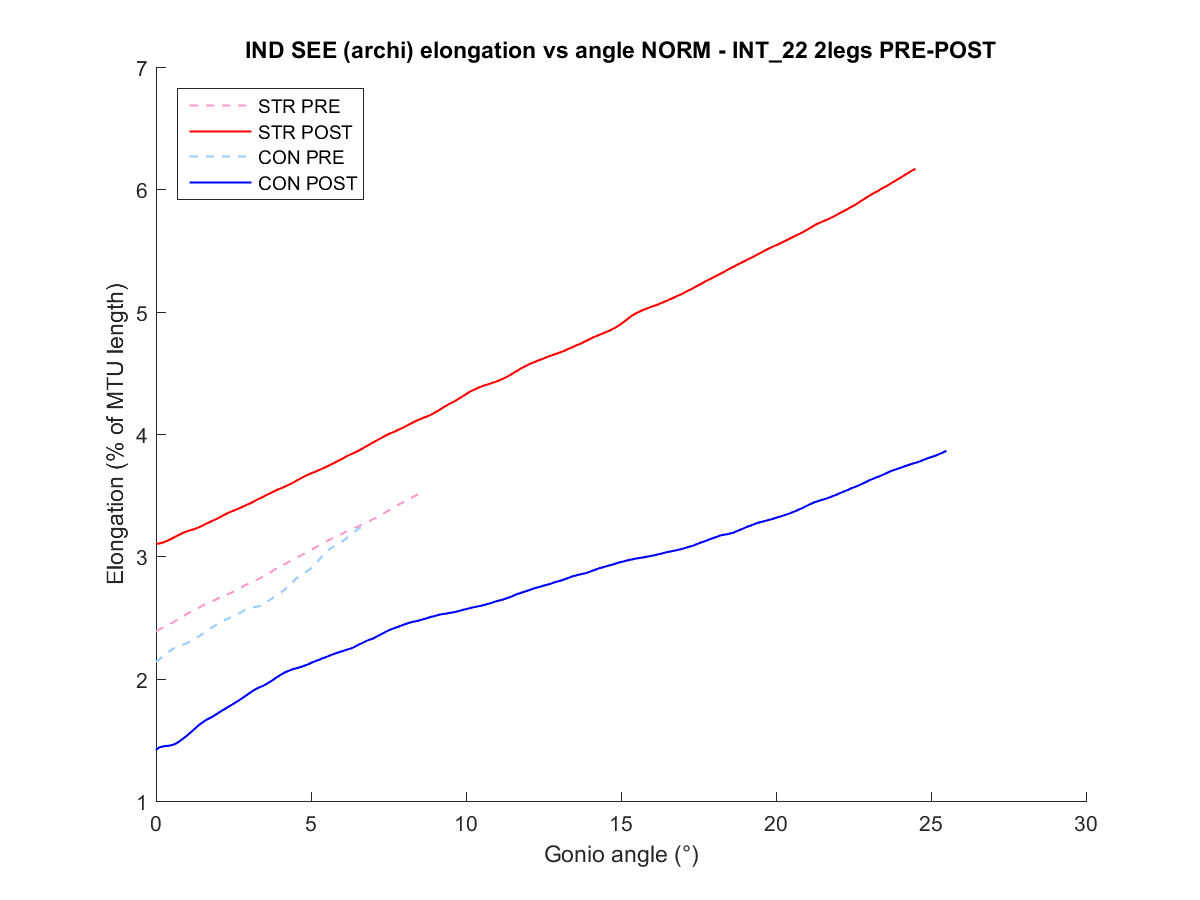 IND SEE (archi) elongation vs angle NORM - INT_22 2legs PRE-POST
7
6
5
4
3
2
1
STR PRE
STR POST
CON PRE
CON POST
Elongation (% of MTU length)
0
5
10
15
20
25
30
Gonio angle (°)